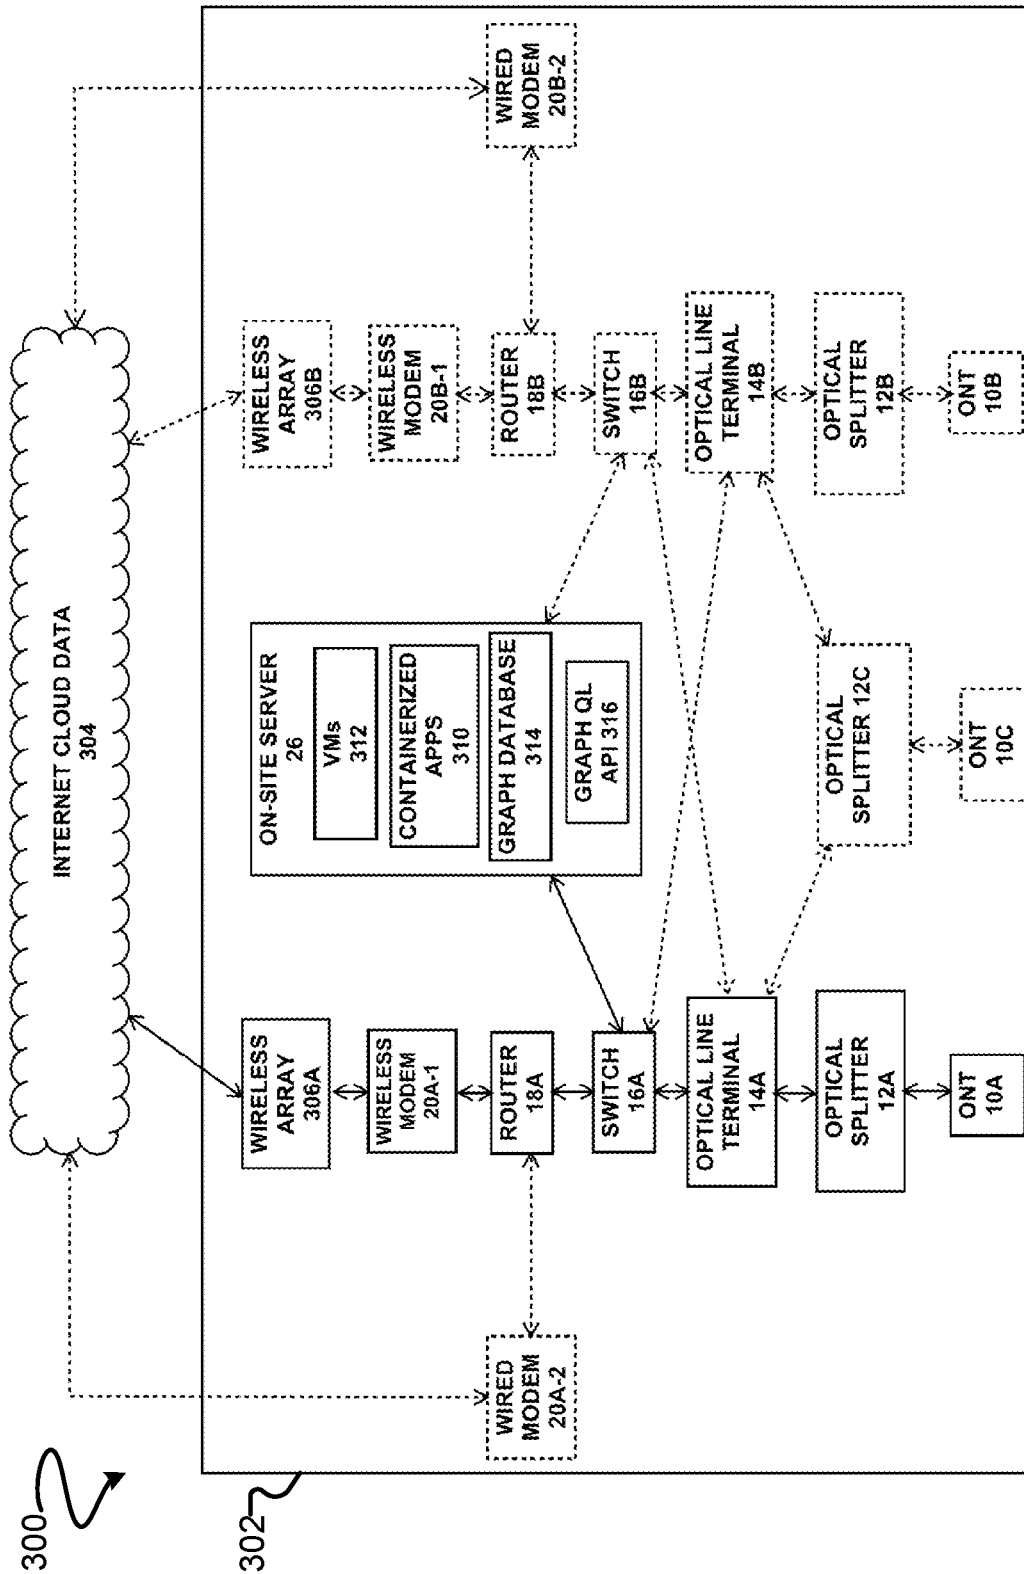 300
302
INTERNET CLOUD DATA
304
WIRELESS
ARRAY
306A
WIRELESS
ARRAY
306B
ON-SITE SERVER
26
VMs
312
CONTAINERIZED
APPS
310
GRAPH DATABASE
314
GRAPH QL
API 316
WIRELESS
MODEM
20A-1
WIRELESS
MODEM
20B-1
WIRED
MODEM
20A-2
ROUTER
18A
ROUTER
18B
WIRED
MODEM
20B-2
SWITCH
16A
SWITCH
16B
OPTICAL LINE
TERMINAL
14A
OPTICAL LINE
TERMINAL
14B
OPTICAL
SPLITTER
12A
OPTICAL
SPLITTER 12C
OPTICAL
SPLITTER
12B
ONT
10A
ONT
10C
ONT
10B